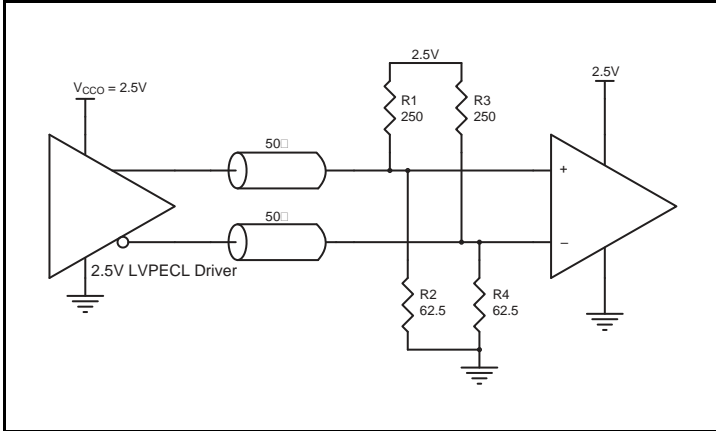 2.5V
V_CCO = 2.5V
2.5V
R1
250
R3
250
50□
+
50□
−
2.5V LVPECL Driver
R2
62.5
R4
62.5